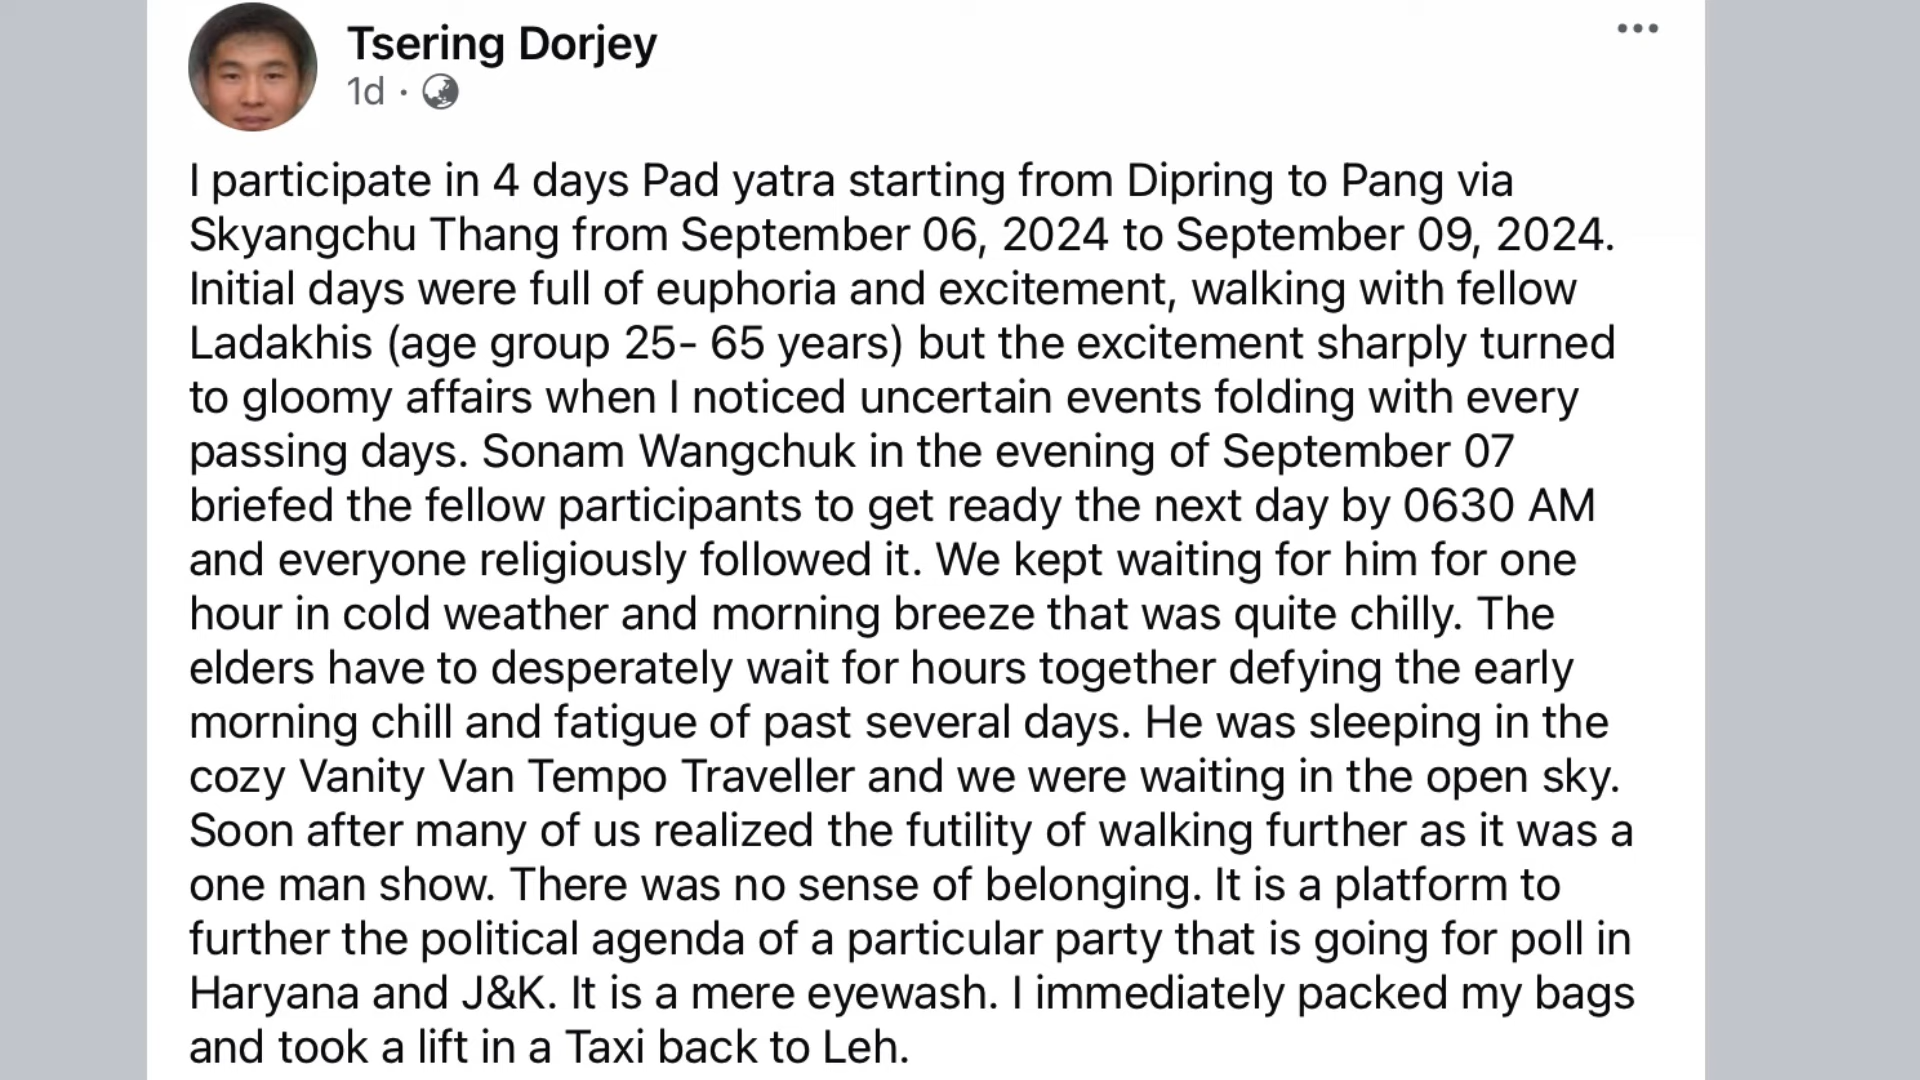 Tsering Dorjey
1d ·
I participate in 4 days Pad yatra starting from Dipring to Pang via
Skyangchu Thang from September 06, 2024 to September 09, 2024.
Initial days were full of euphoria and excitement, walking with fellow
Ladakhis (age group 25- 65 years) but the excitement sharply turned
to gloomy affairs when I noticed uncertain events folding with every
passing days. Sonam Wangchuk in the evening of September 07
briefed the fellow participants to get ready the next day by 0630 AM
and everyone religiously followed it. We kept waiting for him for one
hour in cold weather and morning breeze that was quite chilly. The
elders have to desperately wait for hours together defying the early
morning chill and fatigue of past several days. He was sleeping in the
cozy Vanity Van Tempo Traveller and we were waiting in the open sky.
Soon after many of us realized the futility of walking further as it was a
one man show. There was no sense of belonging. It is a platform to
further the political agenda of a particular party that is going for poll in
Haryana and J&K. It is a mere eyewash. I immediately packed my bags
and took a lift in a Taxi back to Leh.